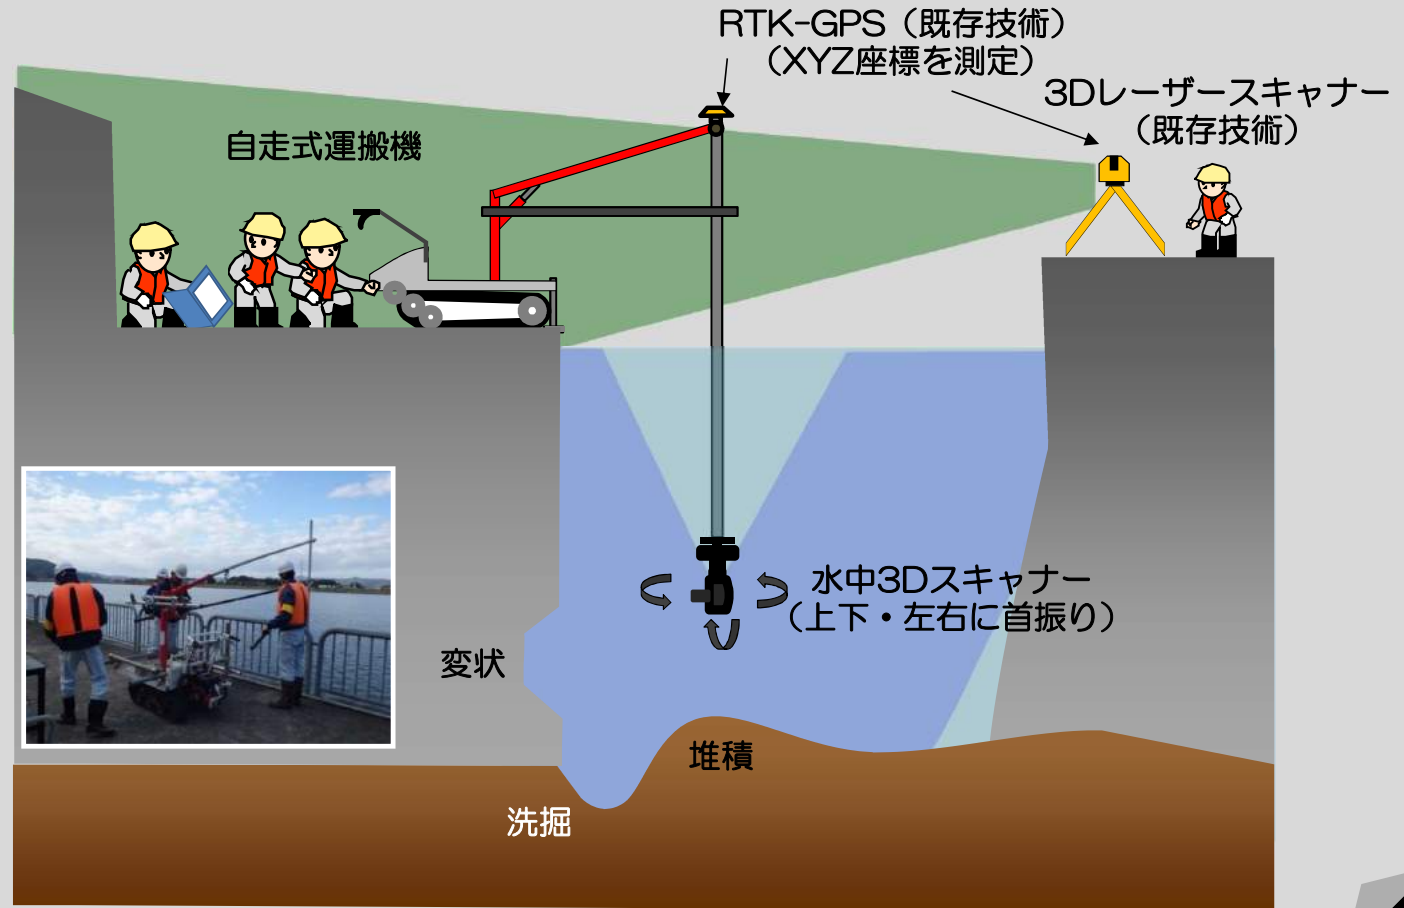 RTK-GPS（既存技術）
（XYZ座標を測定）
3Dレーザースキャナー
（既存技術）
自走式運搬機
水中3Dスキャナー
（上下・左右に首振り）
変状
堆積
洗掘